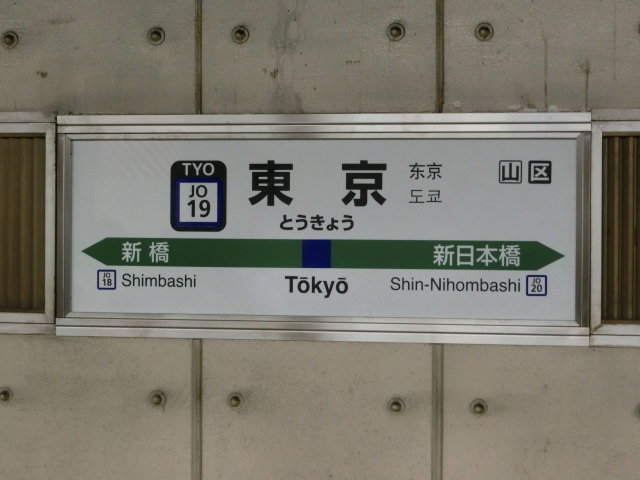 TYO
JO
19
東京
东京
도쿄
山区
とうきょう
新橋
新日本橋
JO
18
Shimbashi
Tōkyō
Shin-Nihombashi
JO
20